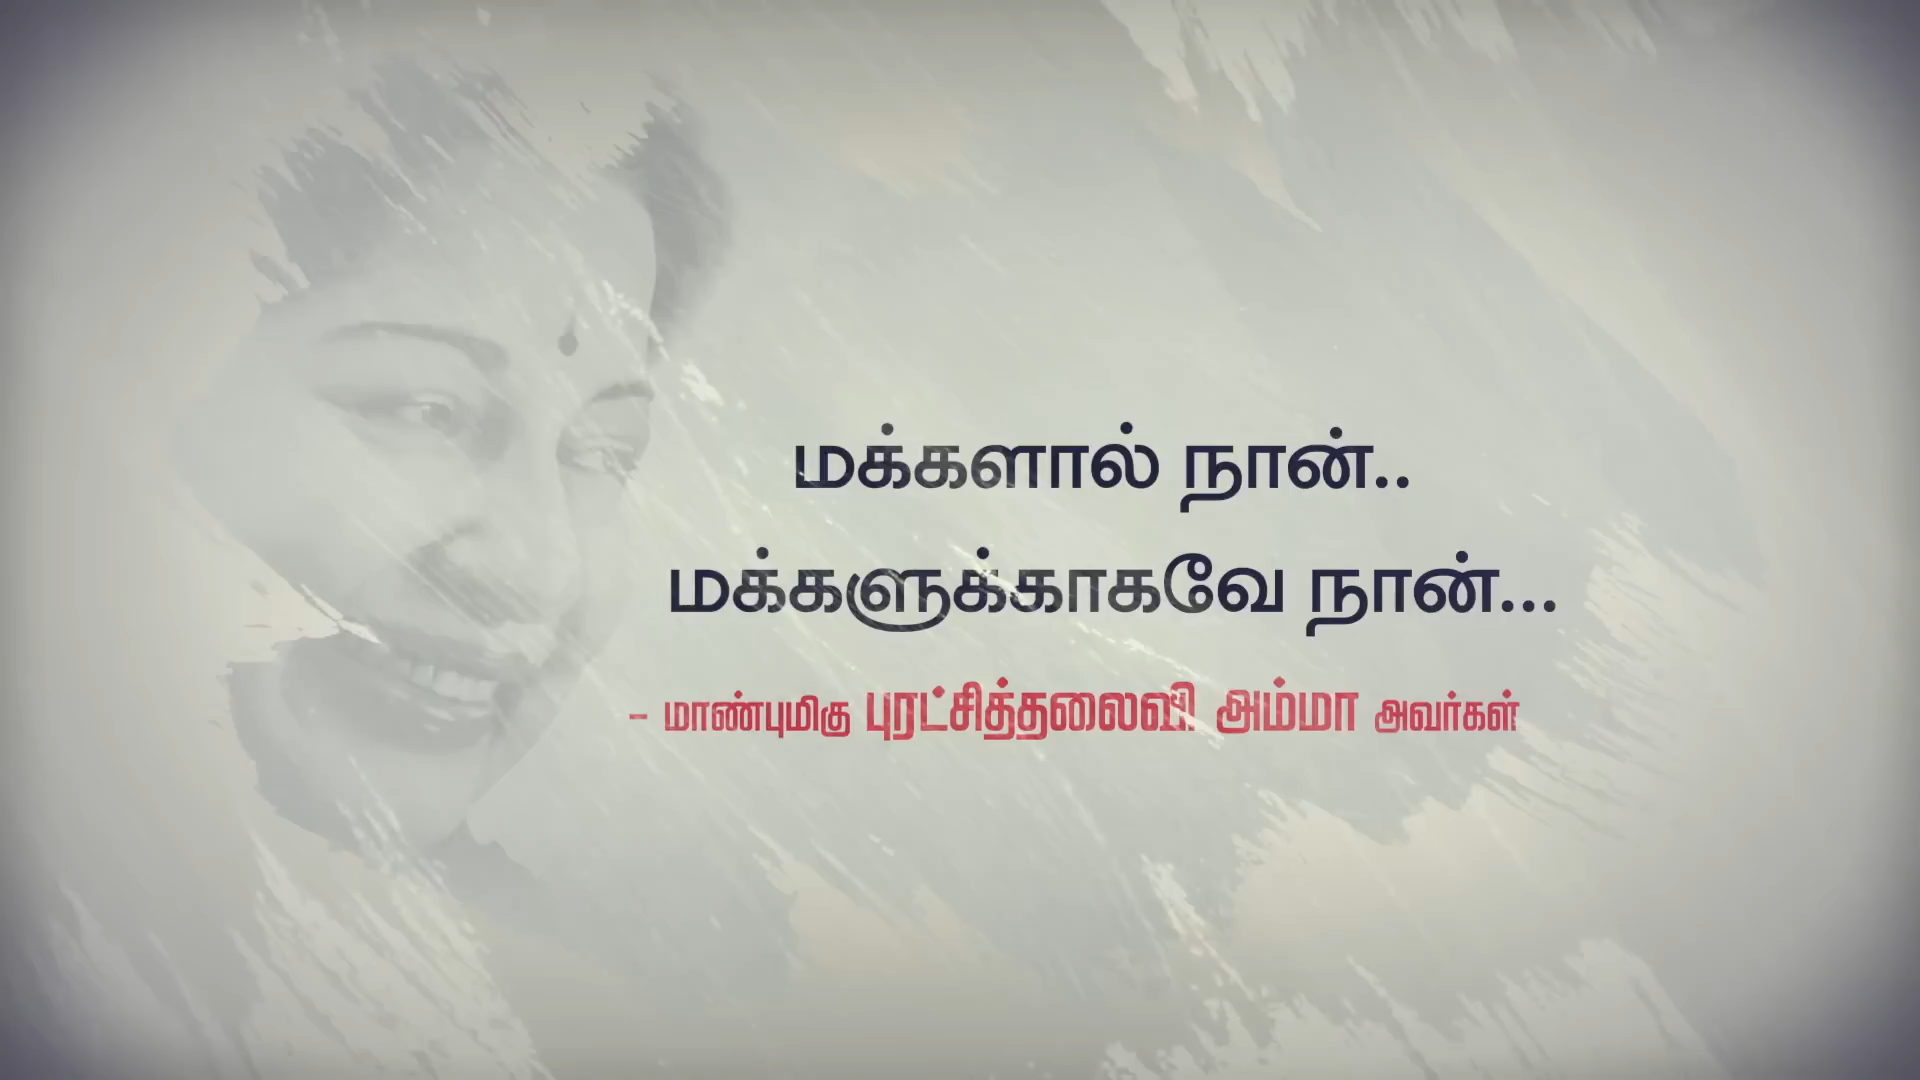 மக்களால் நான்..
மக்களுக்காகவே நான்...
- மாண்புமிகு புரட்சித்தலைவி அம்மா அவர்கள்